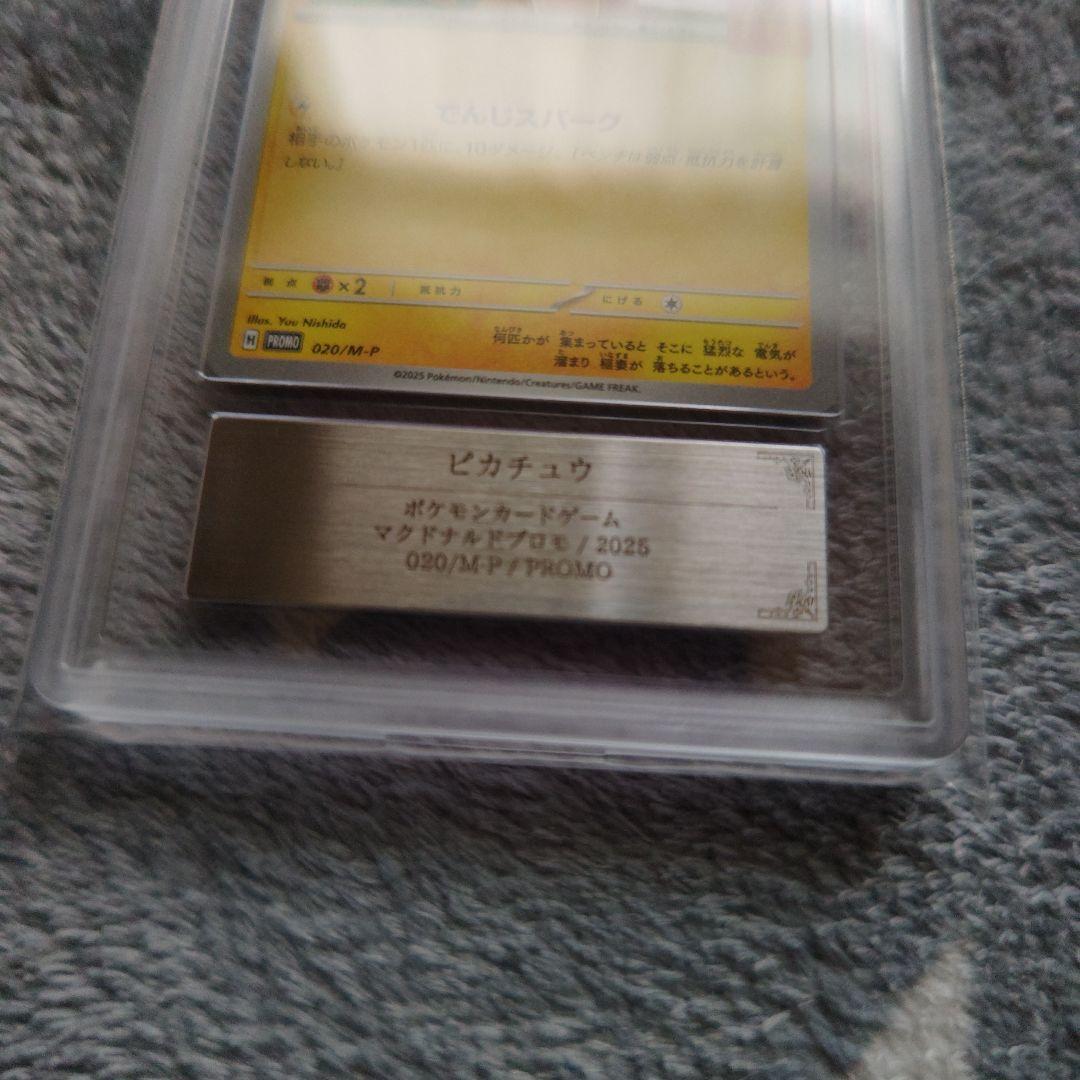 でんじスパーク
相手のポケモン1匹に、10ダメージ。［ベンチは弱点・抵抗力を計算
しない。］
弱点 ×2 抵抗力 にげる
Illus. Yuu Nishida
H PROMO 020/M-P
何匹かが 集まっていると そこに 猛烈な 電気が
溜まり 稲妻が 落ちることがあるという。
©2025 Pokémon/Nintendo/Creatures/GAME FREAK.
ピカチュウ
ポケモンカードゲーム
マクドナルドプロモ / 2025
020/M-P / PROMO